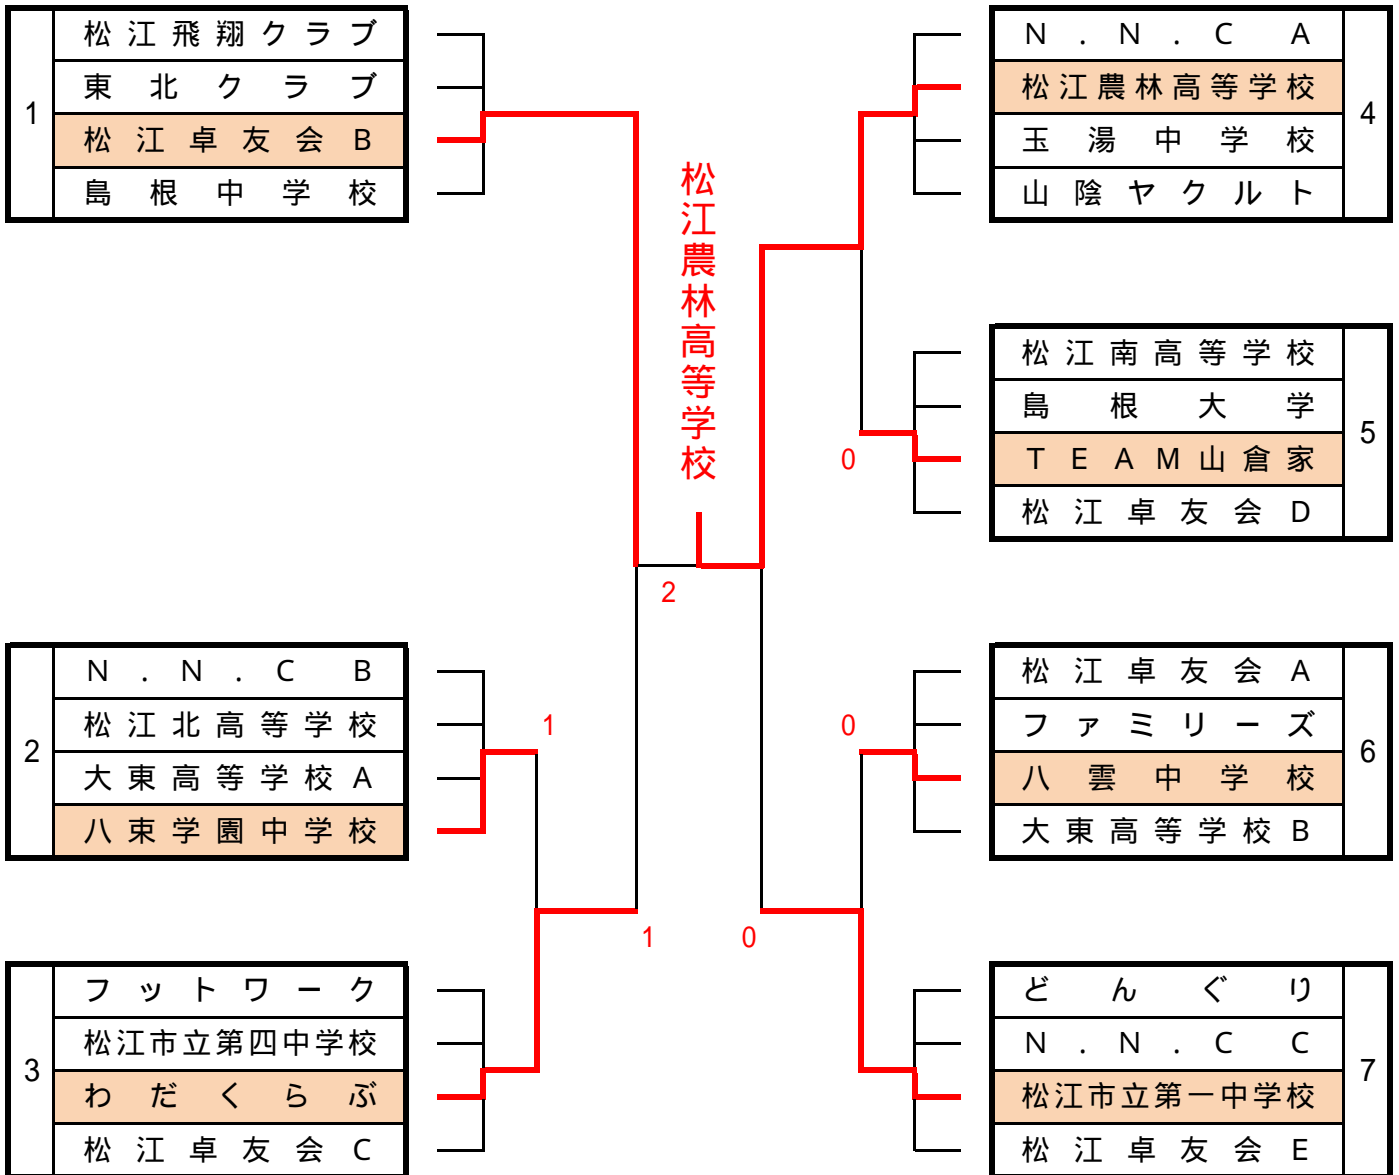 1
松江飛翔クラブ
東北クラブ
松江卓友会B
島根中学校
2
N.N.C B
松江北高等学校
大東高等学校A
八束学園中学校
3
フットワーク
松江市立第四中学校
わだくらぶ
松江卓友会C
1
1
2
松江農林高等学校
0
0
0
N.N.C A
松江農林高等学校
玉湯中学校
山陰ヤクルト
4
松江南高等学校
島根大学
TEAM山倉家
松江卓友会D
5
松江卓友会A
ファミリーズ
八雲中学校
大東高等学校B
6
どんぐり
N.N.C C
松江市立第一中学校
松江卓友会E
7